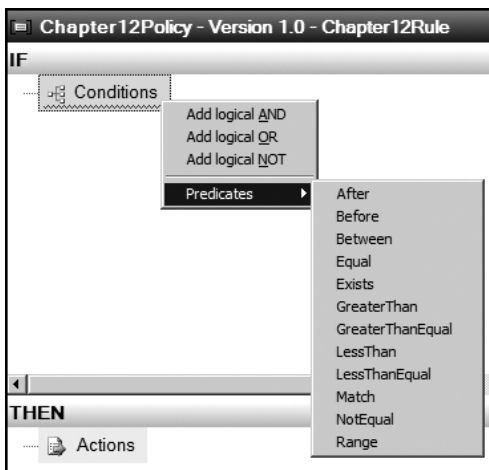 Chapter12Policy - Version 1.0 - Chapter12Rule
IF
Conditions
Add logical AND
Add logical OR
Add logical NOT
Predicates
After
Before
Between
Equal
Exists
GreaterThan
GreaterThanEqual
LessThan
LessThanEqual
Match
NotEqual
Range
THEN
Actions